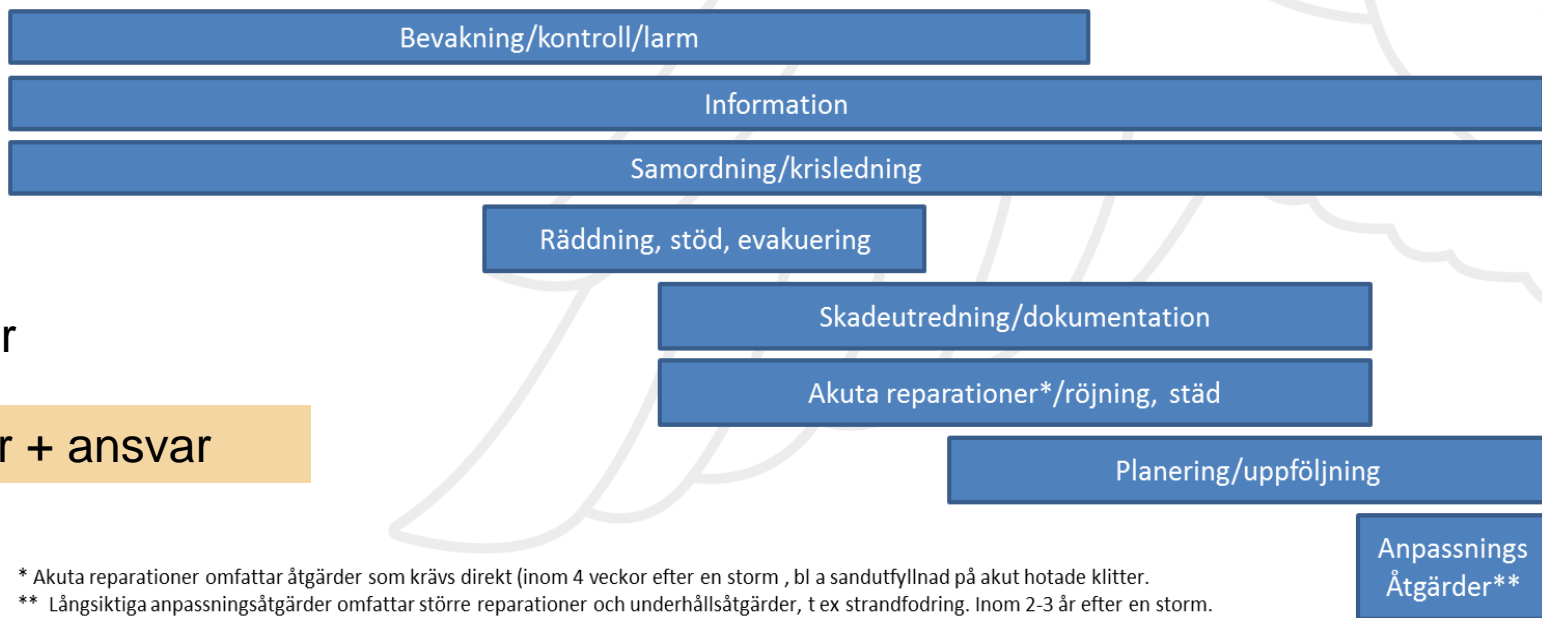 Bevakning/kontroll/larm
Information
Samordning/krisledning
Räddning, stöd, evakuering
Skadeutredning/dokumentation
r
Akuta reparationer*/röjning, städ
r + ansvar
Planering/uppföljning
Anpassnings
Åtgärder**
* Akuta reparationer omfattar åtgärder som krävs direkt (inom 4 veckor efter en storm , bl a sandutfyllnad på akut hotade klitter.
** Långsiktiga anpassningsåtgärder omfattar större reparationer och underhållsåtgärder, t ex strandfodring. Inom 2-3 år efter en storm.